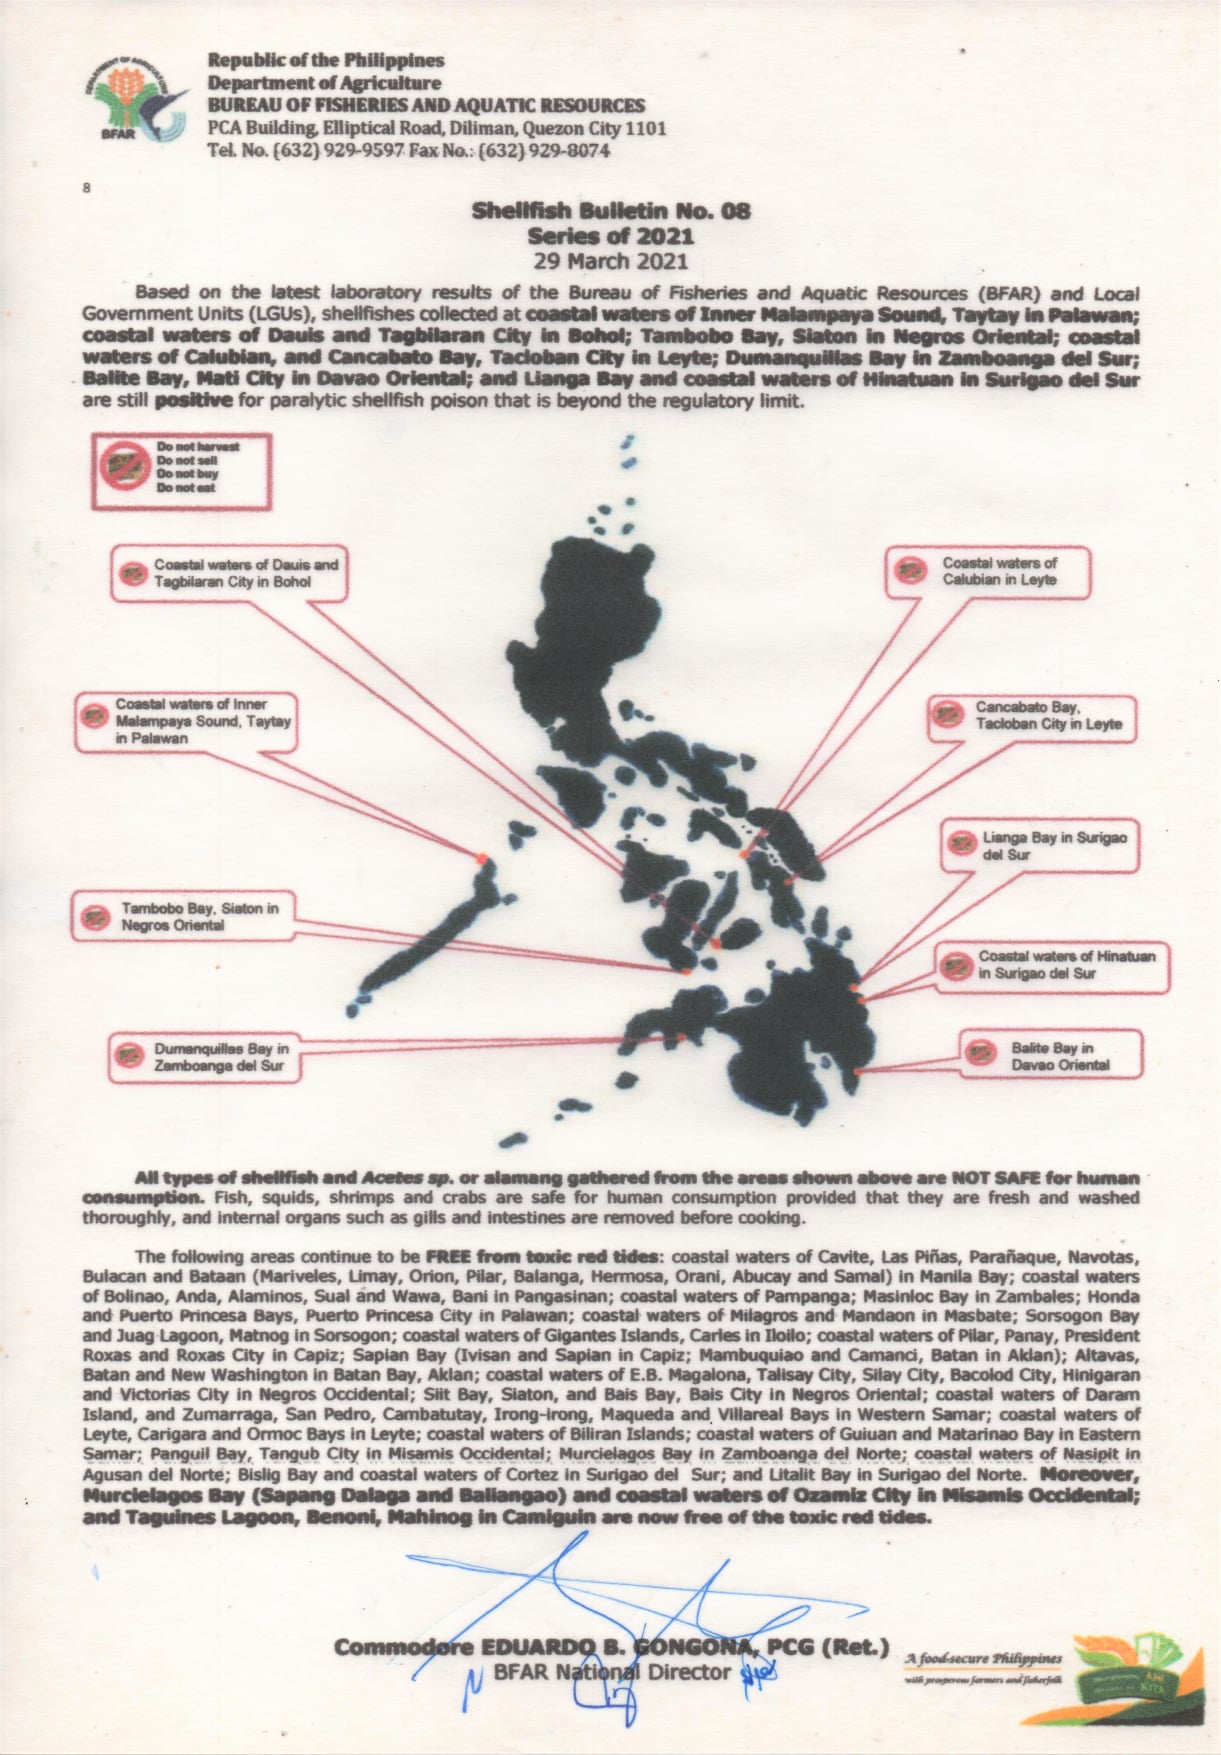 DEPARTMENT OF AGRICULTURE
BFAR
Republic of the Philippines
Department of Agriculture
BUREAU OF FISHERIES AND AQUATIC RESOURCES
PCA Building, Elliptical Road, Diliman, Quezon City 1101
Tel. No. (632) 929-9597 Fax No.: (632) 929-8074
8
Shellfish Bulletin No. 08
Series of 2021
29 March 2021
Based on the latest laboratory results of the Bureau of Fisheries and Aquatic Resources (BFAR) and Local
Government Units (LGUs), shellfishes collected at coastal waters of Inner Malampaya Sound, Taytay in Palawan;
coastal waters of Dauis and Tagbilaran City in Bohol; Tambobo Bay, Siaton in Negros Oriental; coastal
waters of Calubian, and Cancabato Bay, Tacloban City in Leyte; Dumanquillas Bay in Zamboanga del Sur;
Balite Bay, Mati City in Davao Oriental; and Lianga Bay and coastal waters of Hinatuan in Surigao del Sur
are still positive for paralytic shellfish poison that is beyond the regulatory limit.
Do not harvest
Do not sell
Do not buy
Do not eat
Coastal waters of Dauis and
Tagbilaran City in Bohol
Coastal waters of
Calubian in Leyte
Coastal waters of Inner
Malampaya Sound, Taytay
in Palawan
Cancabato Bay,
Tacloban City in Leyte
Lianga Bay in Surigao
del Sur
Tambobo Bay, Siaton in
Negros Oriental
Coastal waters of Hinatuan
in Surigao del Sur
Dumanquillas Bay in
Zamboanga del Sur
Balite Bay in
Davao Oriental
All types of shellfish and Acetes sp. or alamang gathered from the areas shown above are NOT SAFE for human
consumption. Fish, squids, shrimps and crabs are safe for human consumption provided that they are fresh and washed
thoroughly, and internal organs such as gills and intestines are removed before cooking.
The following areas continue to be FREE from toxic red tides: coastal waters of Cavite, Las Piñas, Parañaque, Navotas,
Bulacan and Bataan (Mariveles, Limay, Orion, Pilar, Balanga, Hermosa, Orani, Abucay and Samal) in Manila Bay; coastal waters
of Bolinao, Anda, Alaminos, Sual and Wawa, Bani in Pangasinan; coastal waters of Pampanga; Masinloc Bay in Zambales; Honda
and Puerto Princesa Bays, Puerto Princesa City in Palawan; coastal waters of Milagros and Mandaon in Masbate; Sorsogon Bay
and Juag Lagoon, Matnog in Sorsogon; coastal waters of Gigantes Islands, Carles in Iloilo; coastal waters of Pilar, Panay, President
Roxas and Roxas City in Capiz; Sapian Bay (Ivisan and Sapian in Capiz; Mambuquiao and Camanci, Batan in Aklan); Altavas,
Batan and New Washington in Batan Bay, Aklan; coastal waters of E.B. Magalona, Talisay City, Silay City, Bacolod City, Hinigaran
and Victorias City in Negros Occidental; Siit Bay, Siaton, and Bais Bay, Bais City in Negros Oriental; coastal waters of Daram
Island, and Zumarraga, San Pedro, Cambatutay, Irong-irong, Maqueda and Villareal Bays in Western Samar; coastal waters of
Leyte, Carigara and Ormoc Bays in Leyte; coastal waters of Biliran Islands; coastal waters of Guiuan and Matarinao Bay in Eastern
Samar; Panguil Bay, Tangub City in Misamis Occidental; Murcielagos Bay in Zamboanga del Norte; coastal waters of Nasipit in
Agusan del Norte; Bislig Bay and coastal waters of Cortez in Surigao del Sur; and Litalit Bay in Surigao del Norte. Moreover,
Murcielagos Bay (Sapang Dalaga and Baliangao) and coastal waters of Ozamiz City in Misamis Occidental;
and Taguines Lagoon, Benoni, Mahinog in Camiguin are now free of the toxic red tides.
Commodore EDUARDO B. GONGONA, PCG (Ret.)
BFAR National Director
A food-secure Philippines
with prosperous farmers and fisherfolk